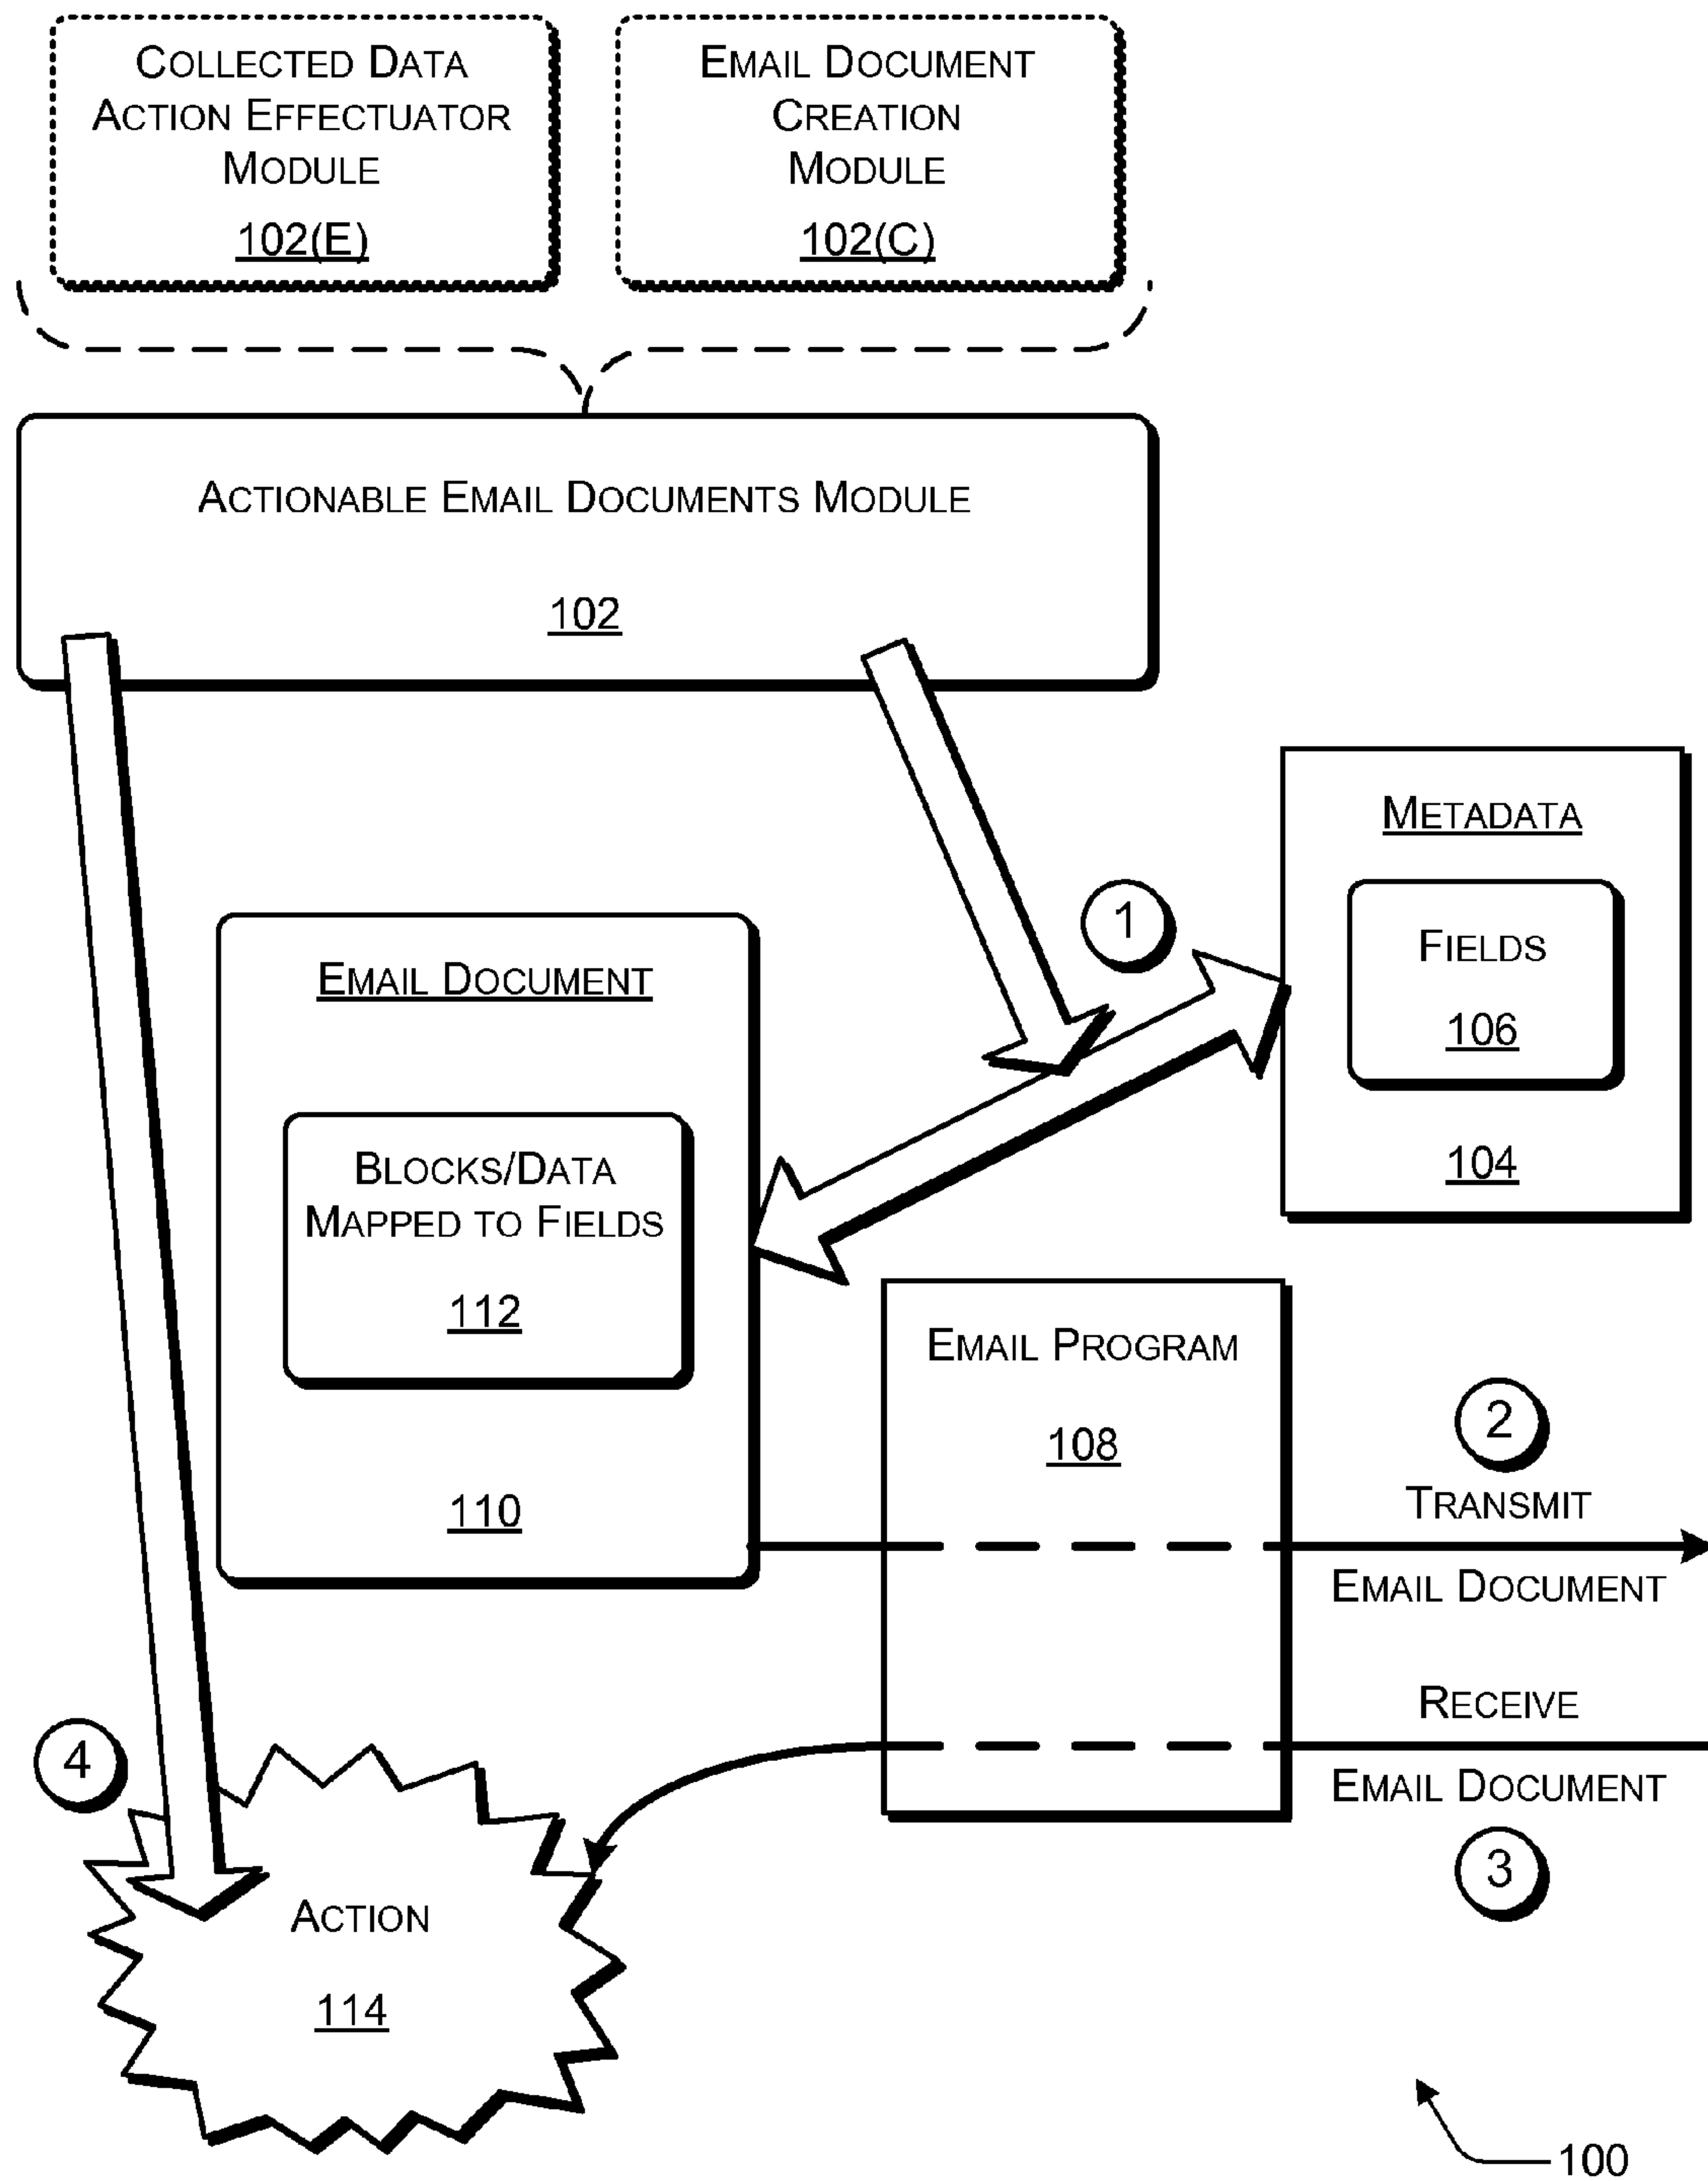 COLLECTED DATA
ACTION EFFECTUATOR
MODULE
102(E)
EMAIL DOCUMENT
CREATION
MODULE
102(C)
ACTIONABLE EMAIL DOCUMENTS MODULE
102
METADATA
FIELDS
106
104
1
EMAIL DOCUMENT
BLOCKS/DATA
MAPPED TO FIELDS
112
110
EMAIL PROGRAM
108
2
TRANSMIT
EMAIL DOCUMENT
RECEIVE
EMAIL DOCUMENT
3
4
ACTION
114
100